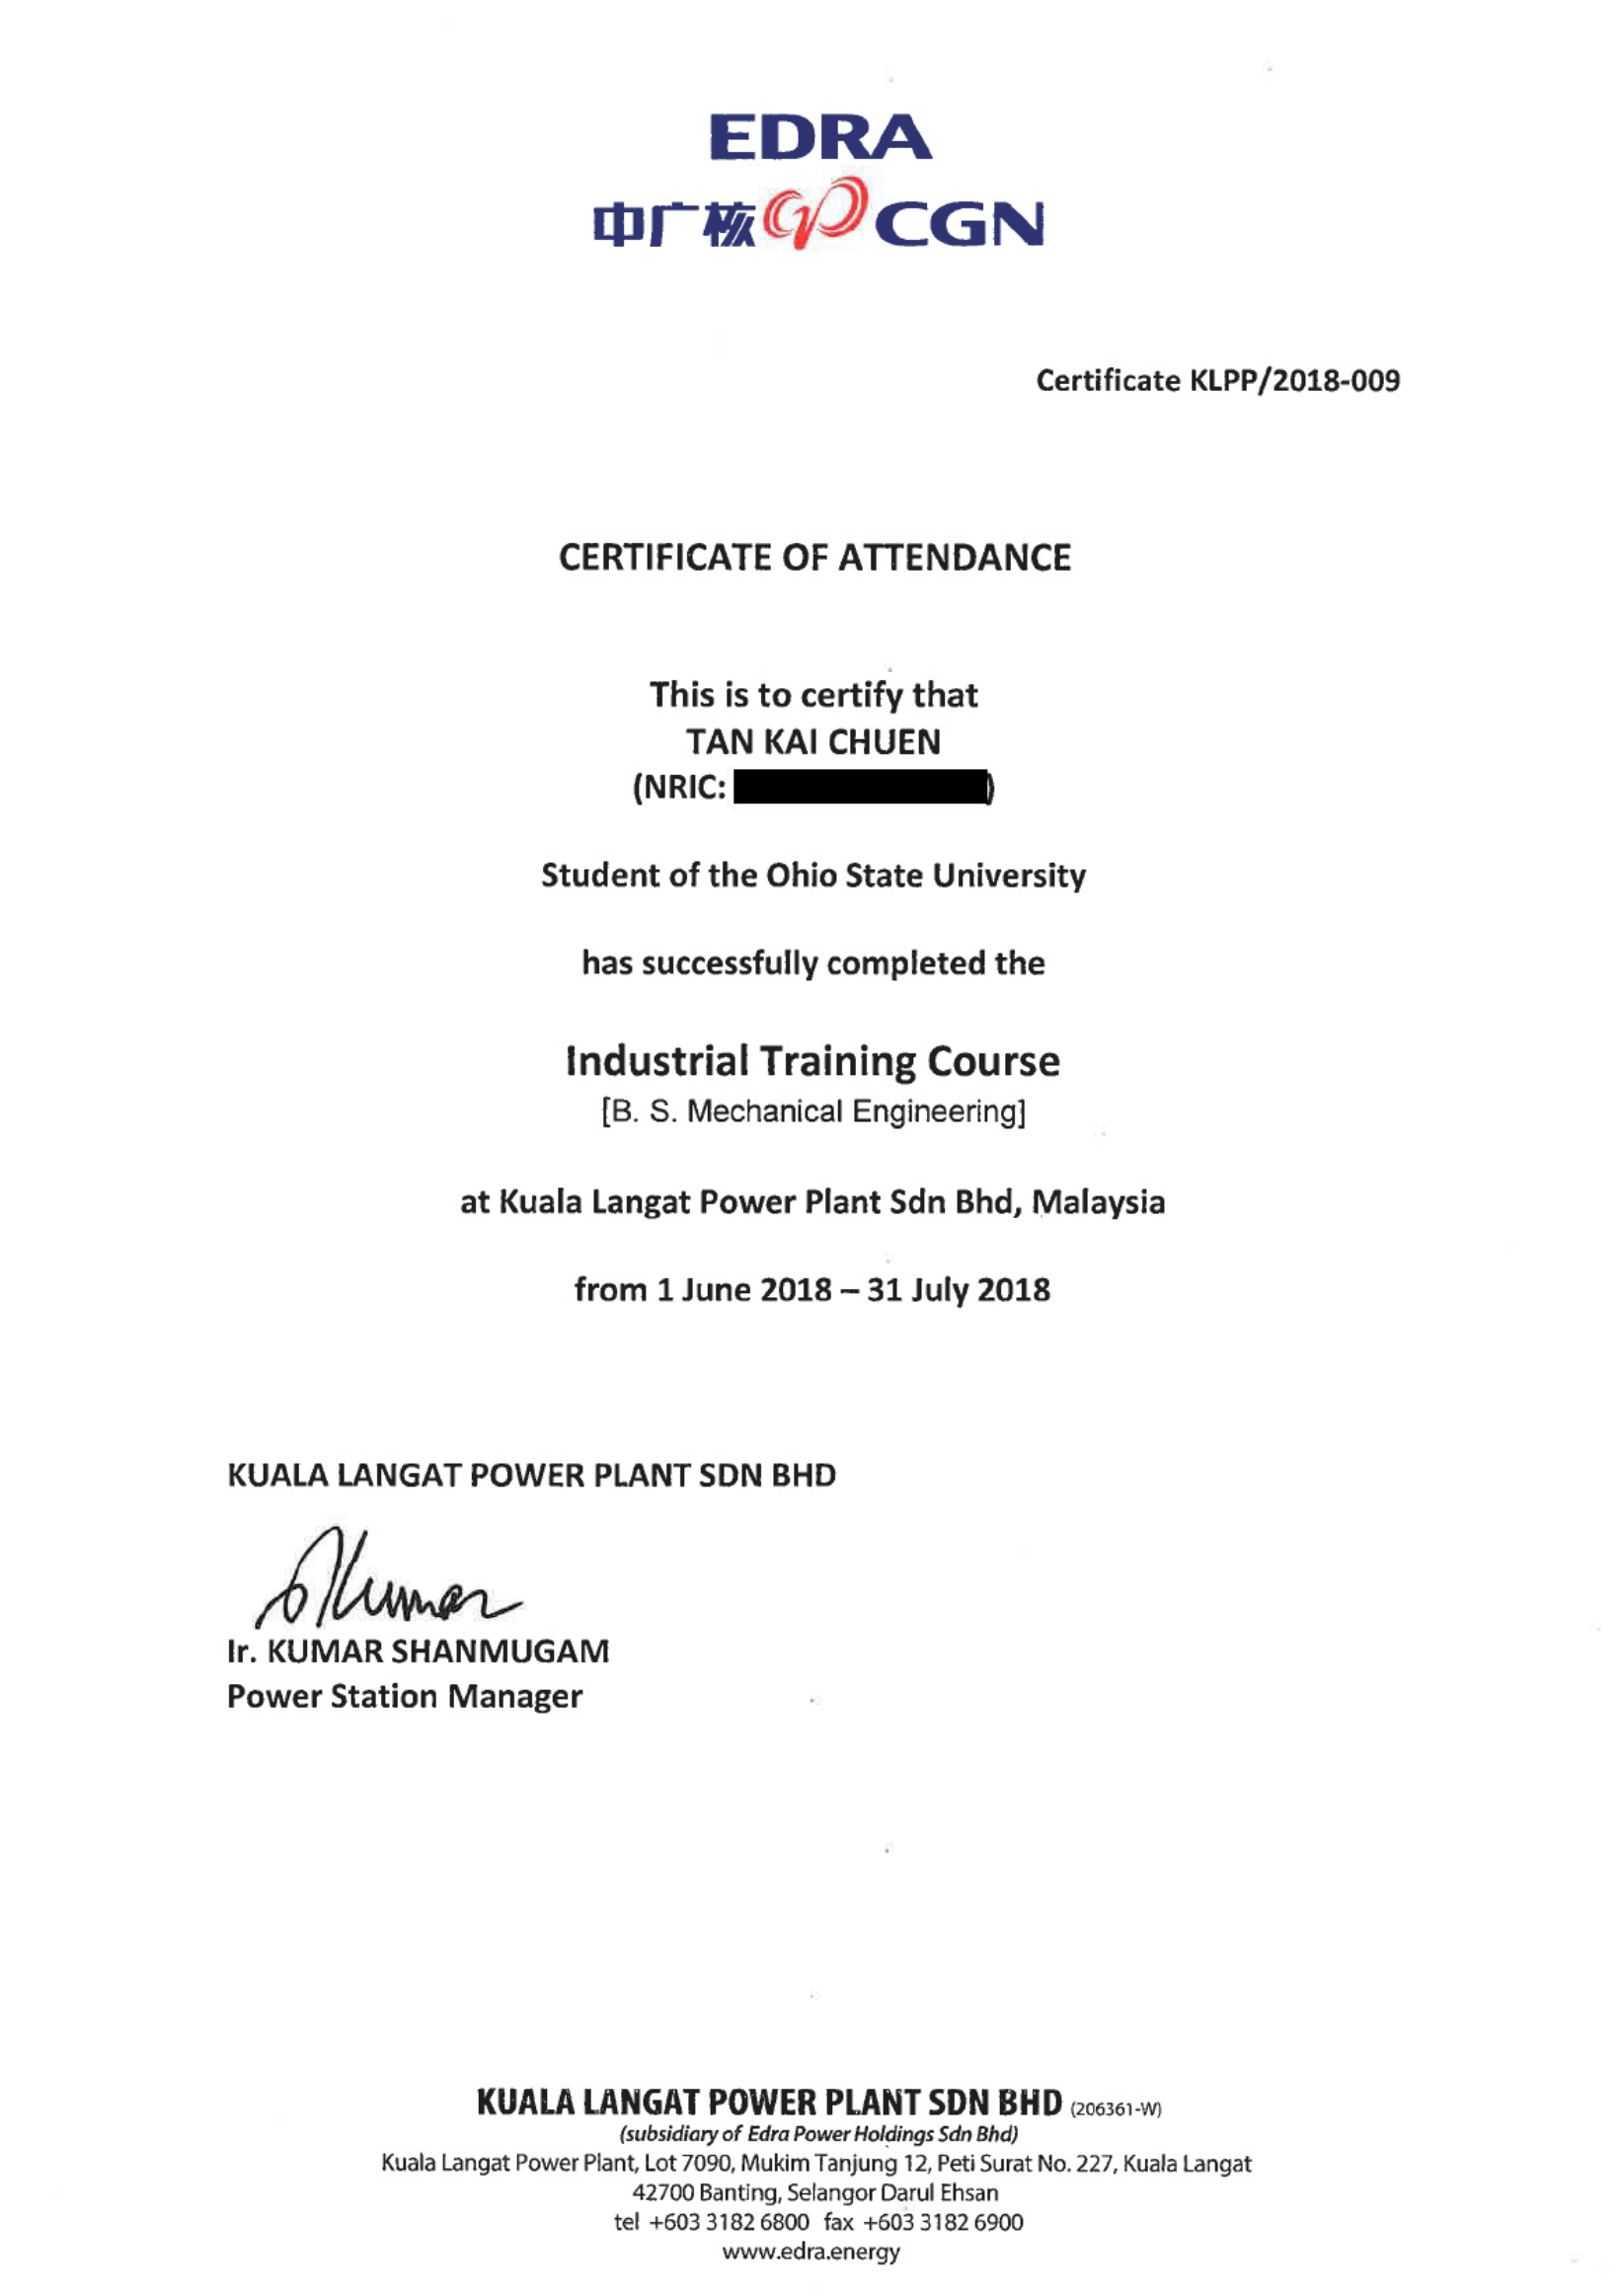 EDRA
中广核 CGN
Certificate KLPP/2018-009
CERTIFICATE OF ATTENDANCE
This is to certify that
TAN KAI CHUEN
(NRIC: )
Student of the Ohio State University
has successfully completed the
Industrial Training Course
[B. S. Mechanical Engineering]
at Kuala Langat Power Plant Sdn Bhd, Malaysia
from 1 June 2018 – 31 July 2018
KUALA LANGAT POWER PLANT SDN BHD
Ir. KUMAR SHANMUGAM
Power Station Manager
KUALA LANGAT POWER PLANT SDN BHD (206361-W)
(subsidiary of Edra Power Holdings Sdn Bhd)
Kuala Langat Power Plant, Lot 7090, Mukim Tanjung 12, Peti Surat No. 227, Kuala Langat
42700 Banting, Selangor Darul Ehsan
tel +603 3182 6800 fax +603 3182 6900
www.edra.energy